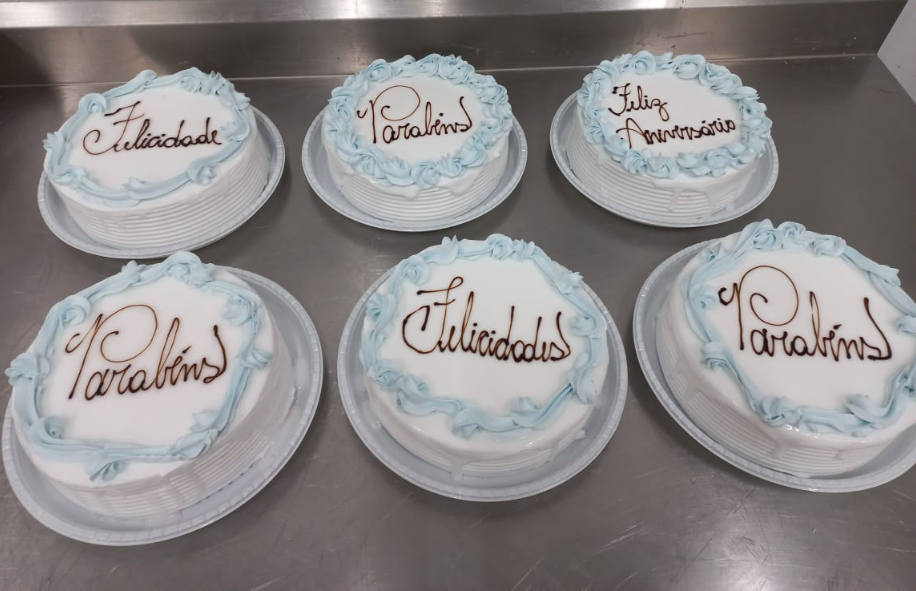 Felicidade
Parabéns
Feliz
Aniversário
Parabéns
Felicidades
Parabéns